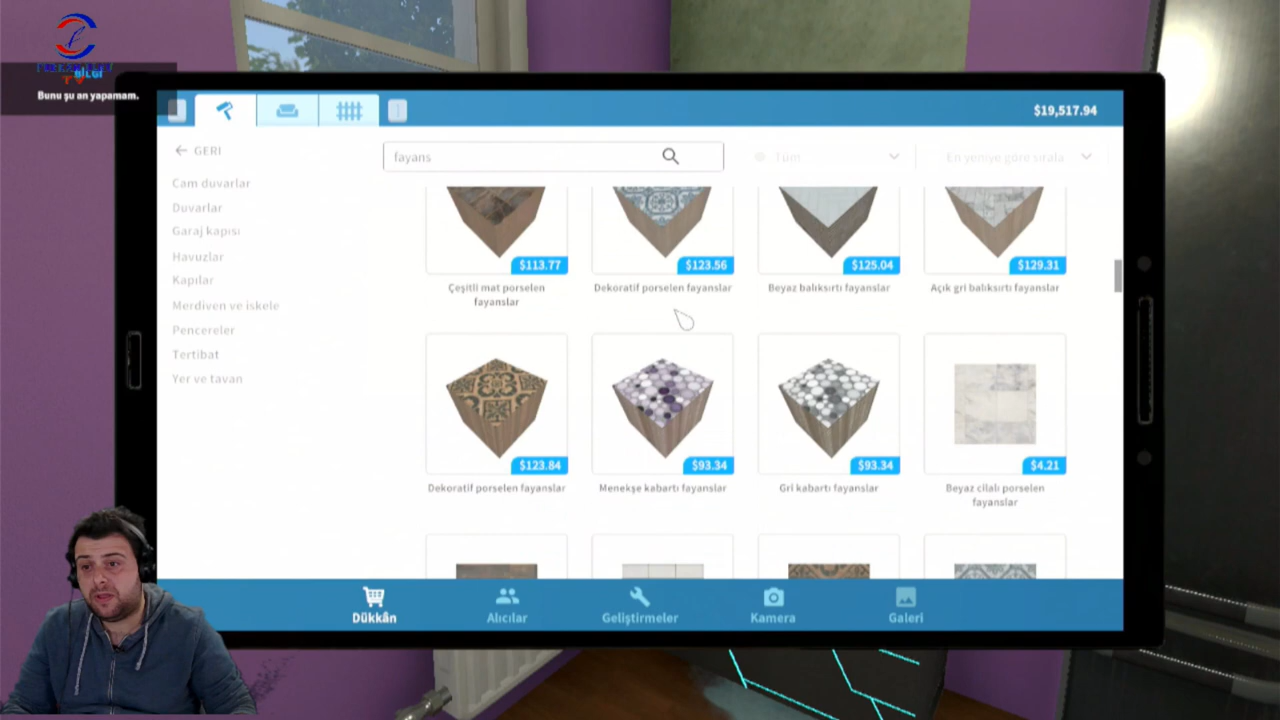 BİLGİ
TV
Bunu şu an yapamam.
$19,517.94
GERİ
fayans
Tüm
En yeniye göre sırala
Cam duvarlar
Duvarlar
Garaj kapısı
Havuzlar
Kapılar
Merdiven ve iskele
Pencereler
Tertibat
Yer ve tavan
$113.77
$123.56
$125.04
$129.31
Çeşitli mat porselen
fayanslar
Dekoratif porselen fayanslar
Beyaz balıksırtı fayanslar
Açık gri balıksırtı fayanslar
$123.84
$93.34
$93.34
$4.21
Dekoratif porselen fayanslar
Menekşe kabartı fayanslar
Gri kabartı fayanslar
Beyaz cilalı porselen
fayanslar
Dükkân
Alıcılar
Geliştirmeler
Kamera
Galeri